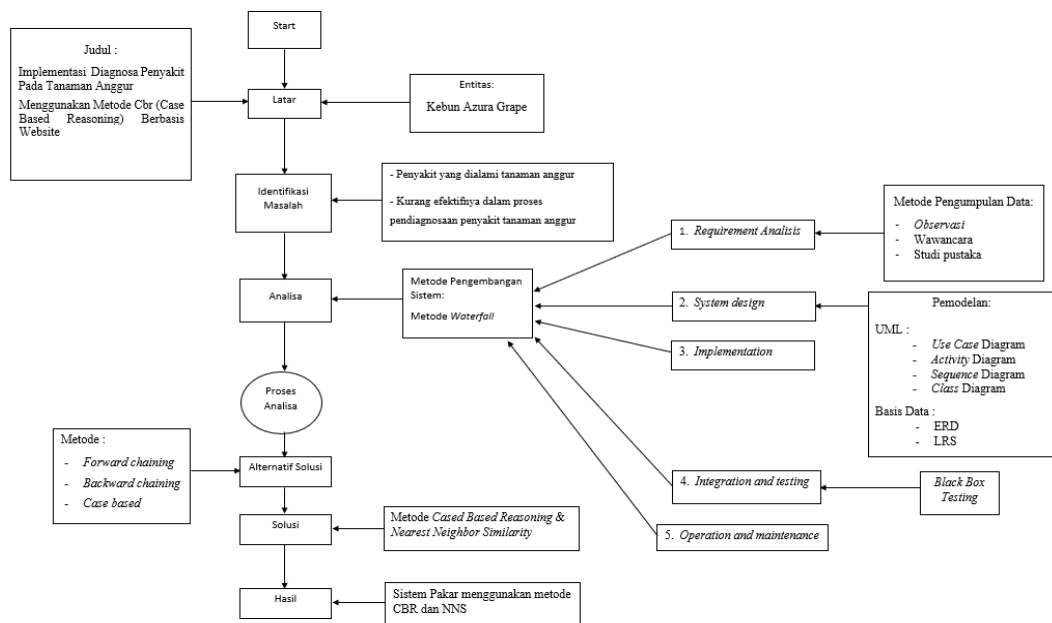 Start
Judul :
Implementasi Diagnosa Penyakit
Pada Tanaman Anggur
Menggunakan Metode Cbr (Case
Based Reasoning) Berbasis
Website
Latar
Entitas:
Kebun Azura Grape
Identifikasi
Masalah
- Penyakit yang dialami tanaman anggur
- Kurang efektifnya dalam proses
pendiagnosaan penyakit tanaman anggur
Analisa
Metode Pengembangan
Sistem:
Metode Waterfall
1. Requirement Analisis
Metode Pengumpulan Data:
- Observasi
- Wawancara
- Studi pustaka
2. System design
Pemodelan:
UML :
- Use Case Diagram
- Activity Diagram
- Sequence Diagram
- Class Diagram
Basis Data :
- ERD
- LRS
3. Implementation
4. Integration and testing
Black Box
Testing
5. Operation and maintenance
Proses
Analisa
Metode :
- Forward chaining
- Backward chaining
- Case based
Alternatif Solusi
Solusi
Metode Cased Based Reasoning &
Nearest Neighbor Similarity
Hasil
Sistem Pakar menggunakan metode
CBR dan NNS